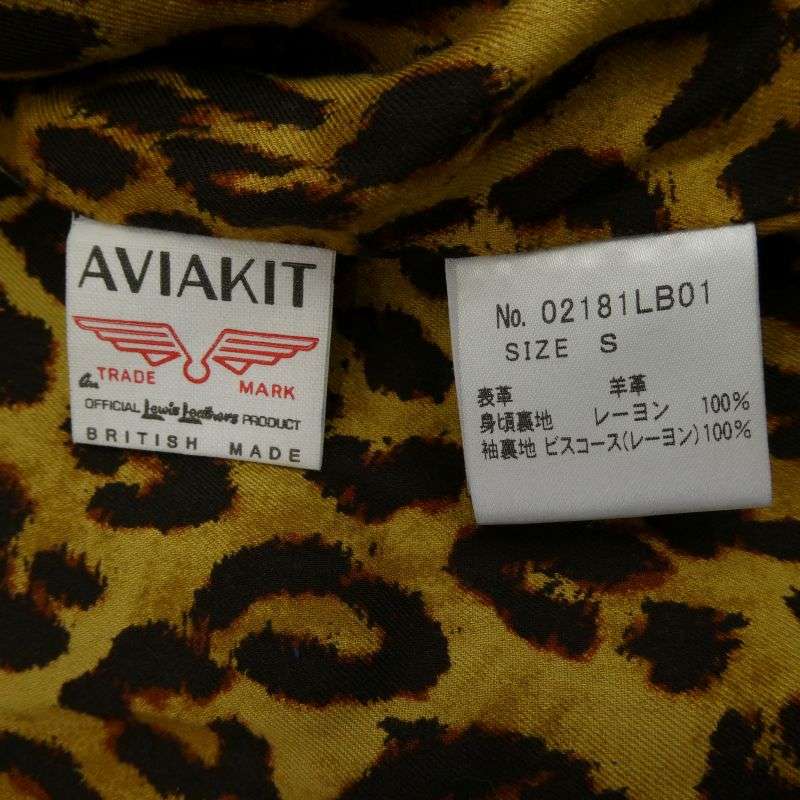 AVIAKIT
An TRADE MARK
OFFICIAL Lewis Leathers PRODUCT
BRITISH MADE
No. 02181LB01
SIZE S
表革 羊革
身頃裏地 レーヨン 100%
袖裏地 ビスコース(レーヨン)100%